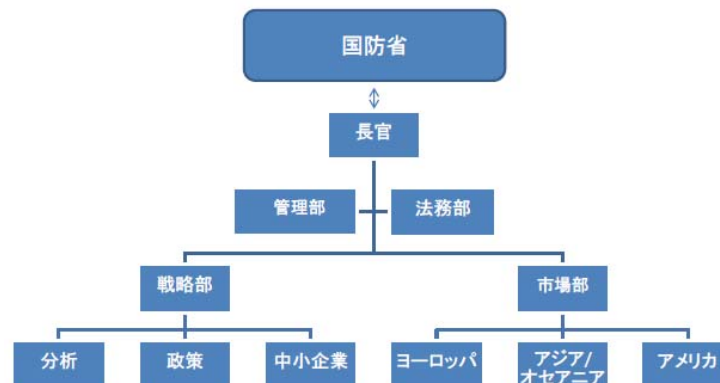 国防省
長官
管理部
法務部
戦略部
市場部
分析
政策
中小企業
ヨーロッパ
アジア/
オセアニア
アメリカ